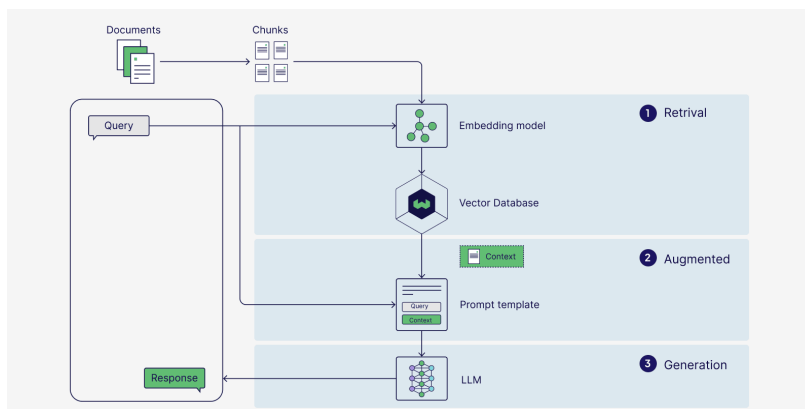 Documents
Chunks
Query
Embedding model
1 Retrival
Vector Database
Context
2 Augmented
Query
Context
Prompt template
Response
LLM
3 Generation